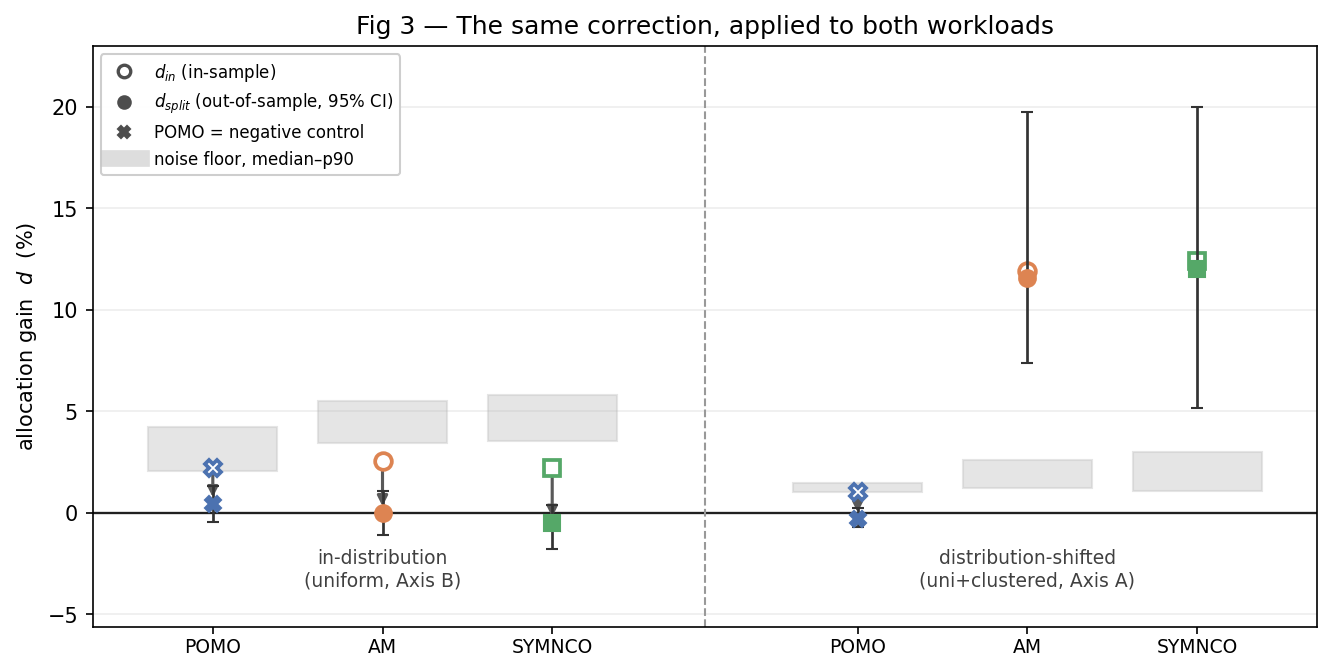 Fig 3 — The same correction, applied to both workloads
d_in (in-sample)
d_split (out-of-sample, 95% CI)
POMO = negative control
noise floor, median–p90
allocation gain d (%)
20
15
10
5
0
−5
in-distribution
(uniform, Axis B)
distribution-shifted
(uni+clustered, Axis A)
POMO
AM
SYMNCO
POMO
AM
SYMNCO